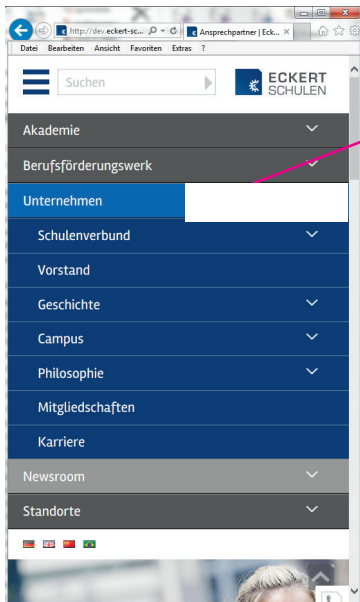 http://dev.eckert-sc...
Ansprechpartner | Eck...
Datei Bearbeiten Ansicht Favoriten Extras ?
Suchen
ECKERT
SCHULEN
Akademie
Berufsförderungswerk
Unternehmen
Schulenverbund
Vorstand
Geschichte
Campus
Philosophie
Mitgliedschaften
Karriere
Newsroom
Standorte